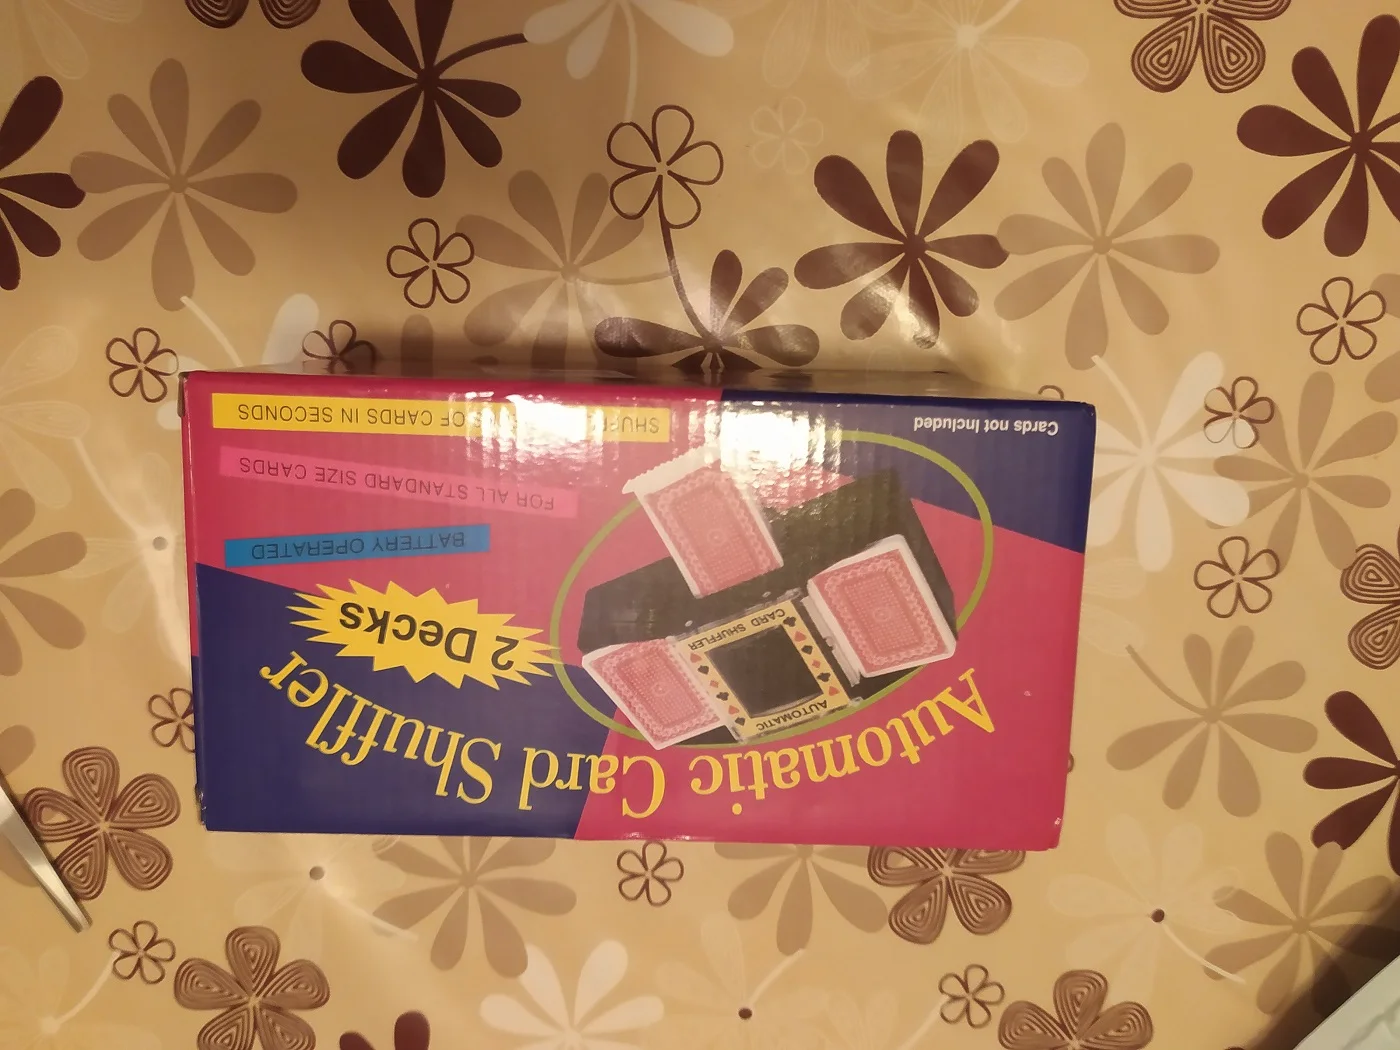 Automatic Card Shuffler
2 Decks
BATTERY OPERATED
FOR ALL STANDARD SIZE CARDS
OF CARDS IN SECONDS
Cards not Included
AUTOMATIC
CARD SHUFFLER